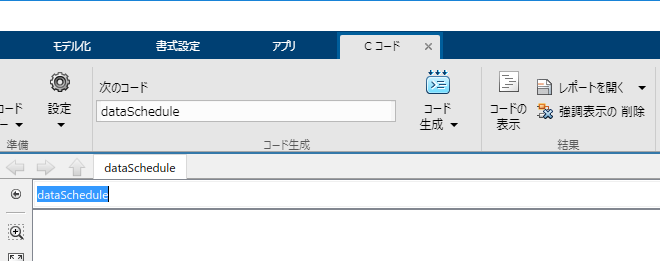 モデル化 書式設定 アプリ C コード ×
次のコード
dataSchedule
コード
ー
設定
コード
生成
コードの
表示
レポートを開く
強調表示の 削除
準備 コード生成 結果
dataSchedule
dataSchedule